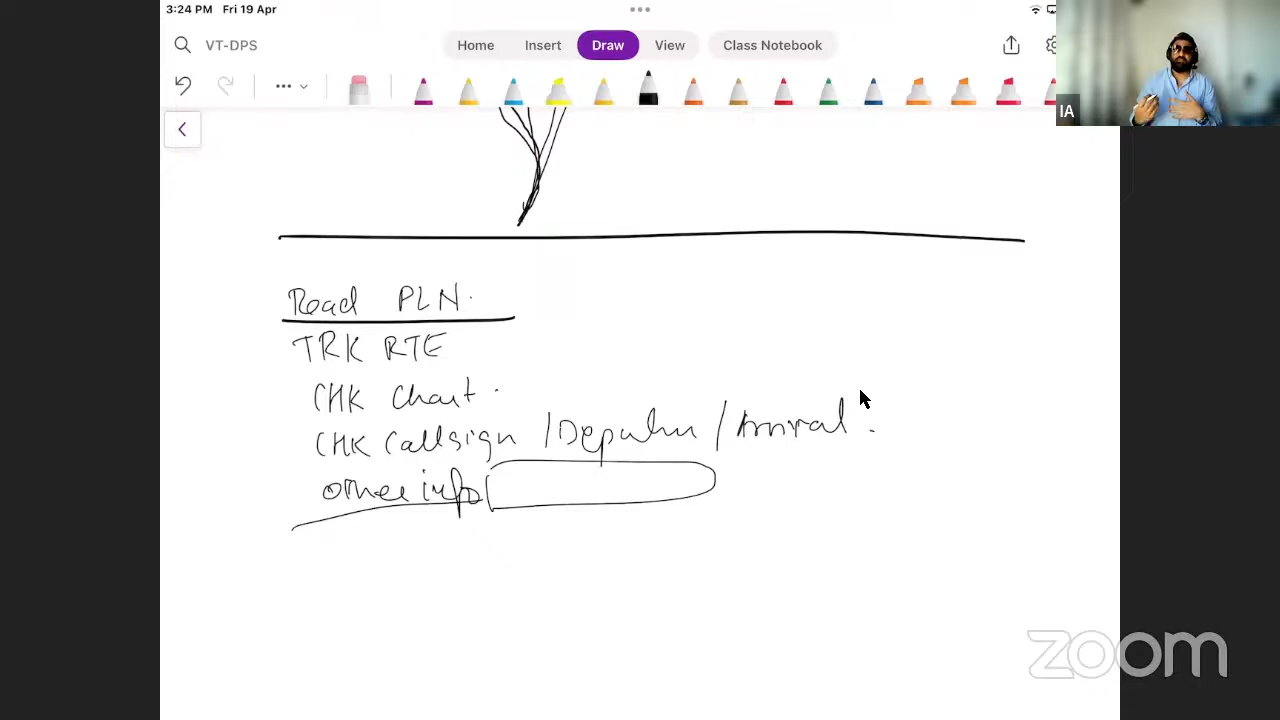 3:24 PM Fri 19 Apr
VT-DPS
Home Insert Draw View Class Notebook
IA
Read PLN.
TRK RTE
CHK Chart.
CHK Callsign / Depatur / Arrival.
other info
zoom